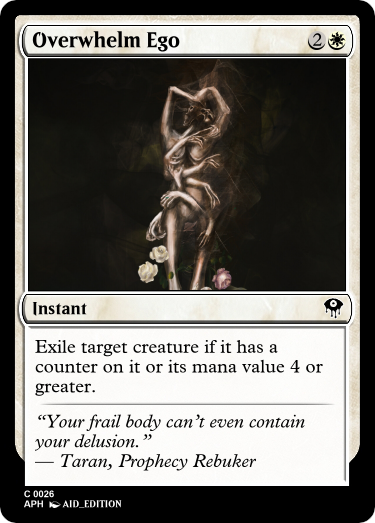 Overwhelm Ego 2
Instant
Exile target creature if it has a
counter on it or its mana value 4 or
greater.
“Your frail body can’t even contain
your delusion.”
— Taran, Prophecy Rebuker
C 0026
APH AID_EDITION